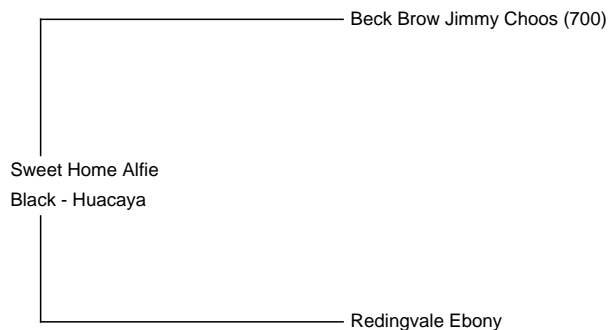 Beck Brow Jimmy Choos (700)
Sweet Home Alfie
Black - Huacaya
Redingvale Ebony